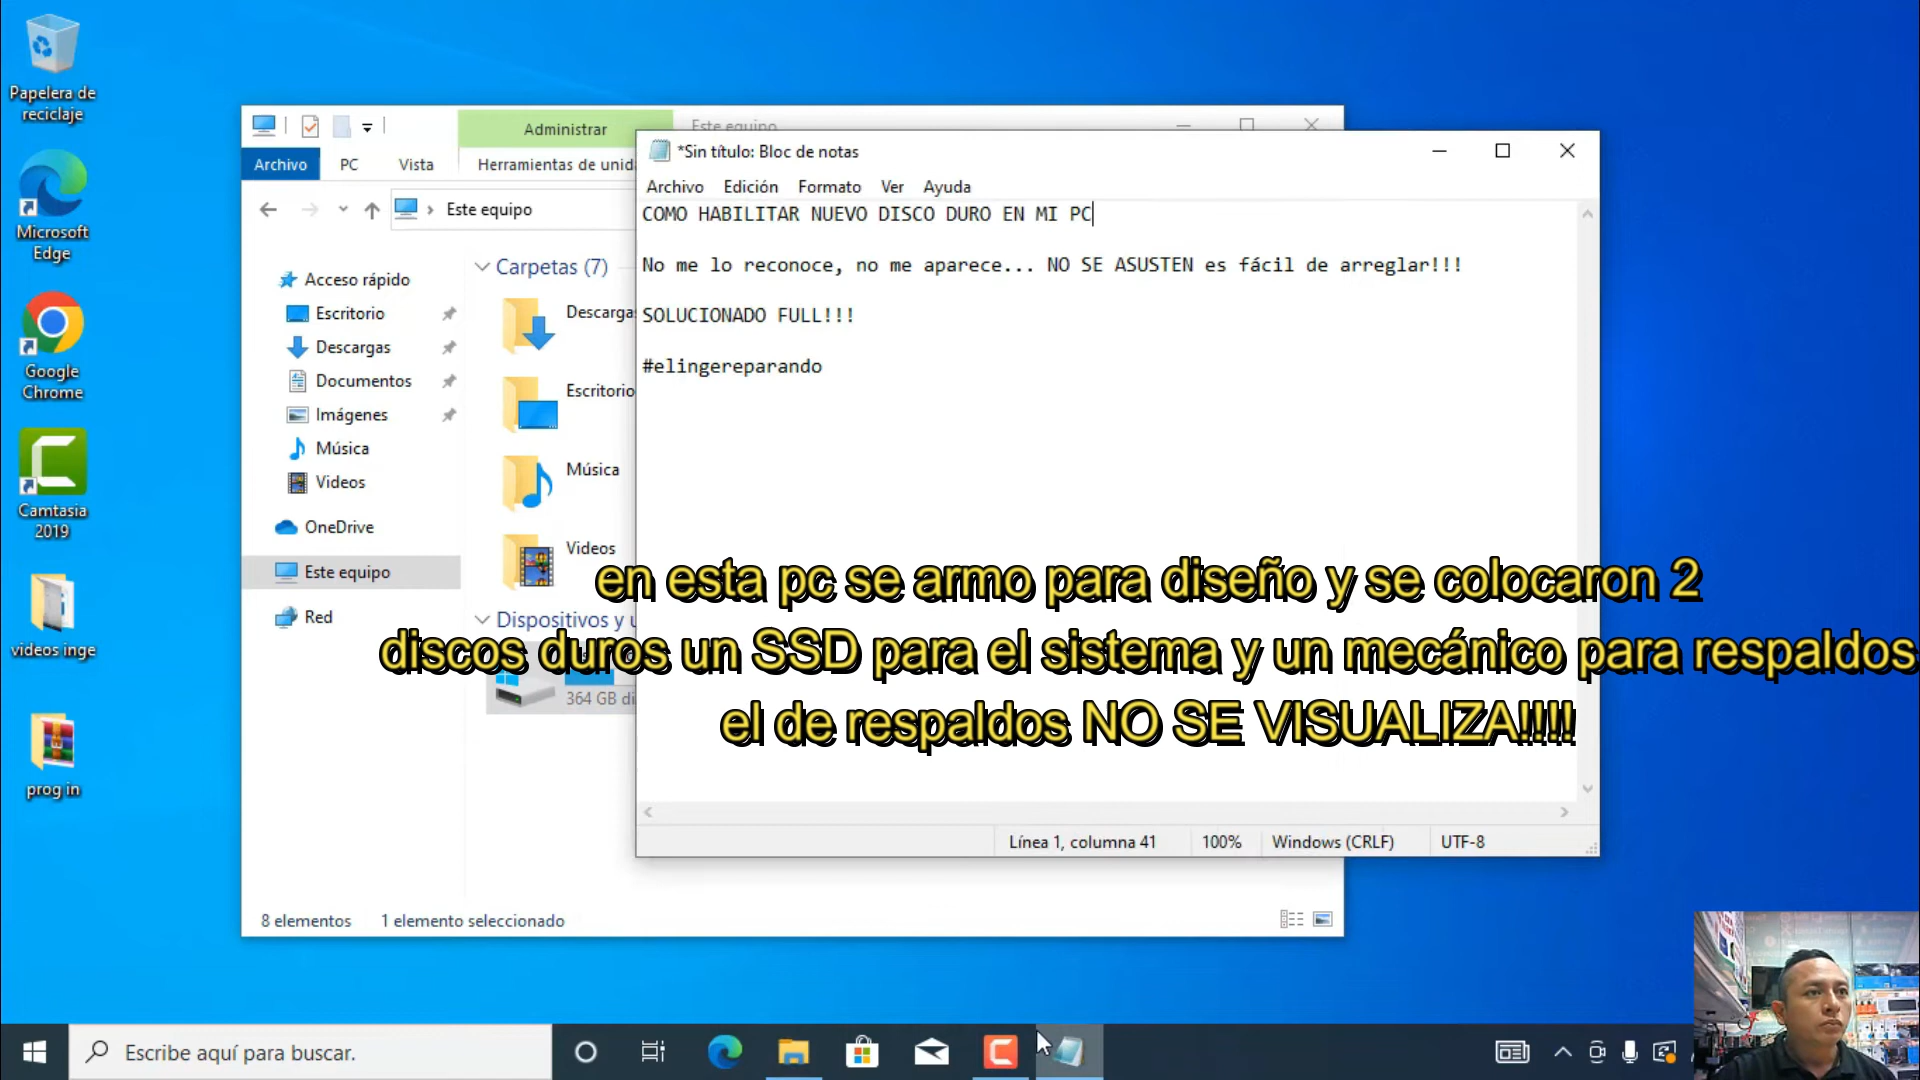 Papelera de
reciclaje
Microsoft
Edge
Google
Chrome
Camtasia
2019
videos inge
prog in
Administrar
Este equipo
Archivo
PC
Vista
Herramientas de
Este equipo
Acceso rápido
Escritorio
Descargas
Documentos
Imágenes
Música
Videos
OneDrive
Este equipo
Red
Carpetas (7)
Escritorio
Música
Videos
Dispositivos y
364 GB
8 elementos
1 elemento seleccionado
*Sin título: Bloc de notas
Archivo Edición Formato Ver Ayuda
COMO HABILITAR NUEVO DISCO DURO EN MI PC
No me lo reconoce, no me aparece... NO SE ASUSTEN es fácil de arreglar!!!
SOLUCIONADO FULL!!!
#elingereparando
Línea 1, columna 41
100%
Windows (CRLF)
UTF-8
en esta pc se armo para diseño y se colocaron 2
discos duros un SSD para el sistema y un mecánico para respaldos
el de respaldos NO SE VISUALIZA!!!!!
Escribe aquí para buscar.